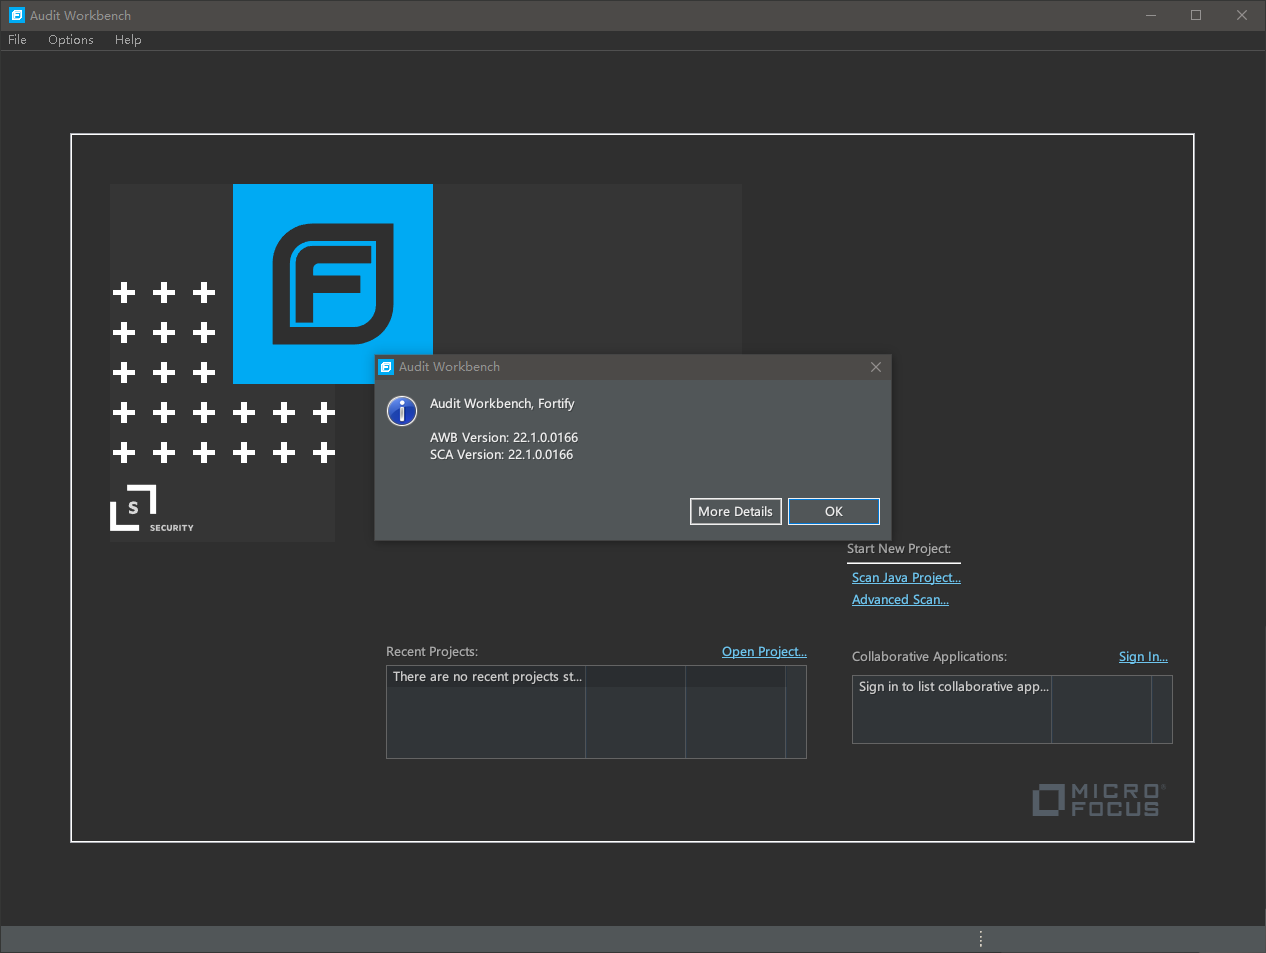 Audit Workbench
File Options Help
Audit Workbench
Audit Workbench, Fortify
AWB Version: 22.1.0.0166
SCA Version: 22.1.0.0166
More Details OK
S
SECURITY
Start New Project:
Scan Java Project...
Advanced Scan...
Recent Projects: Open Project...
There are no recent projects st...
Collaborative Applications: Sign In...
Sign in to list collaborative app...
MICRO®
FOCUS